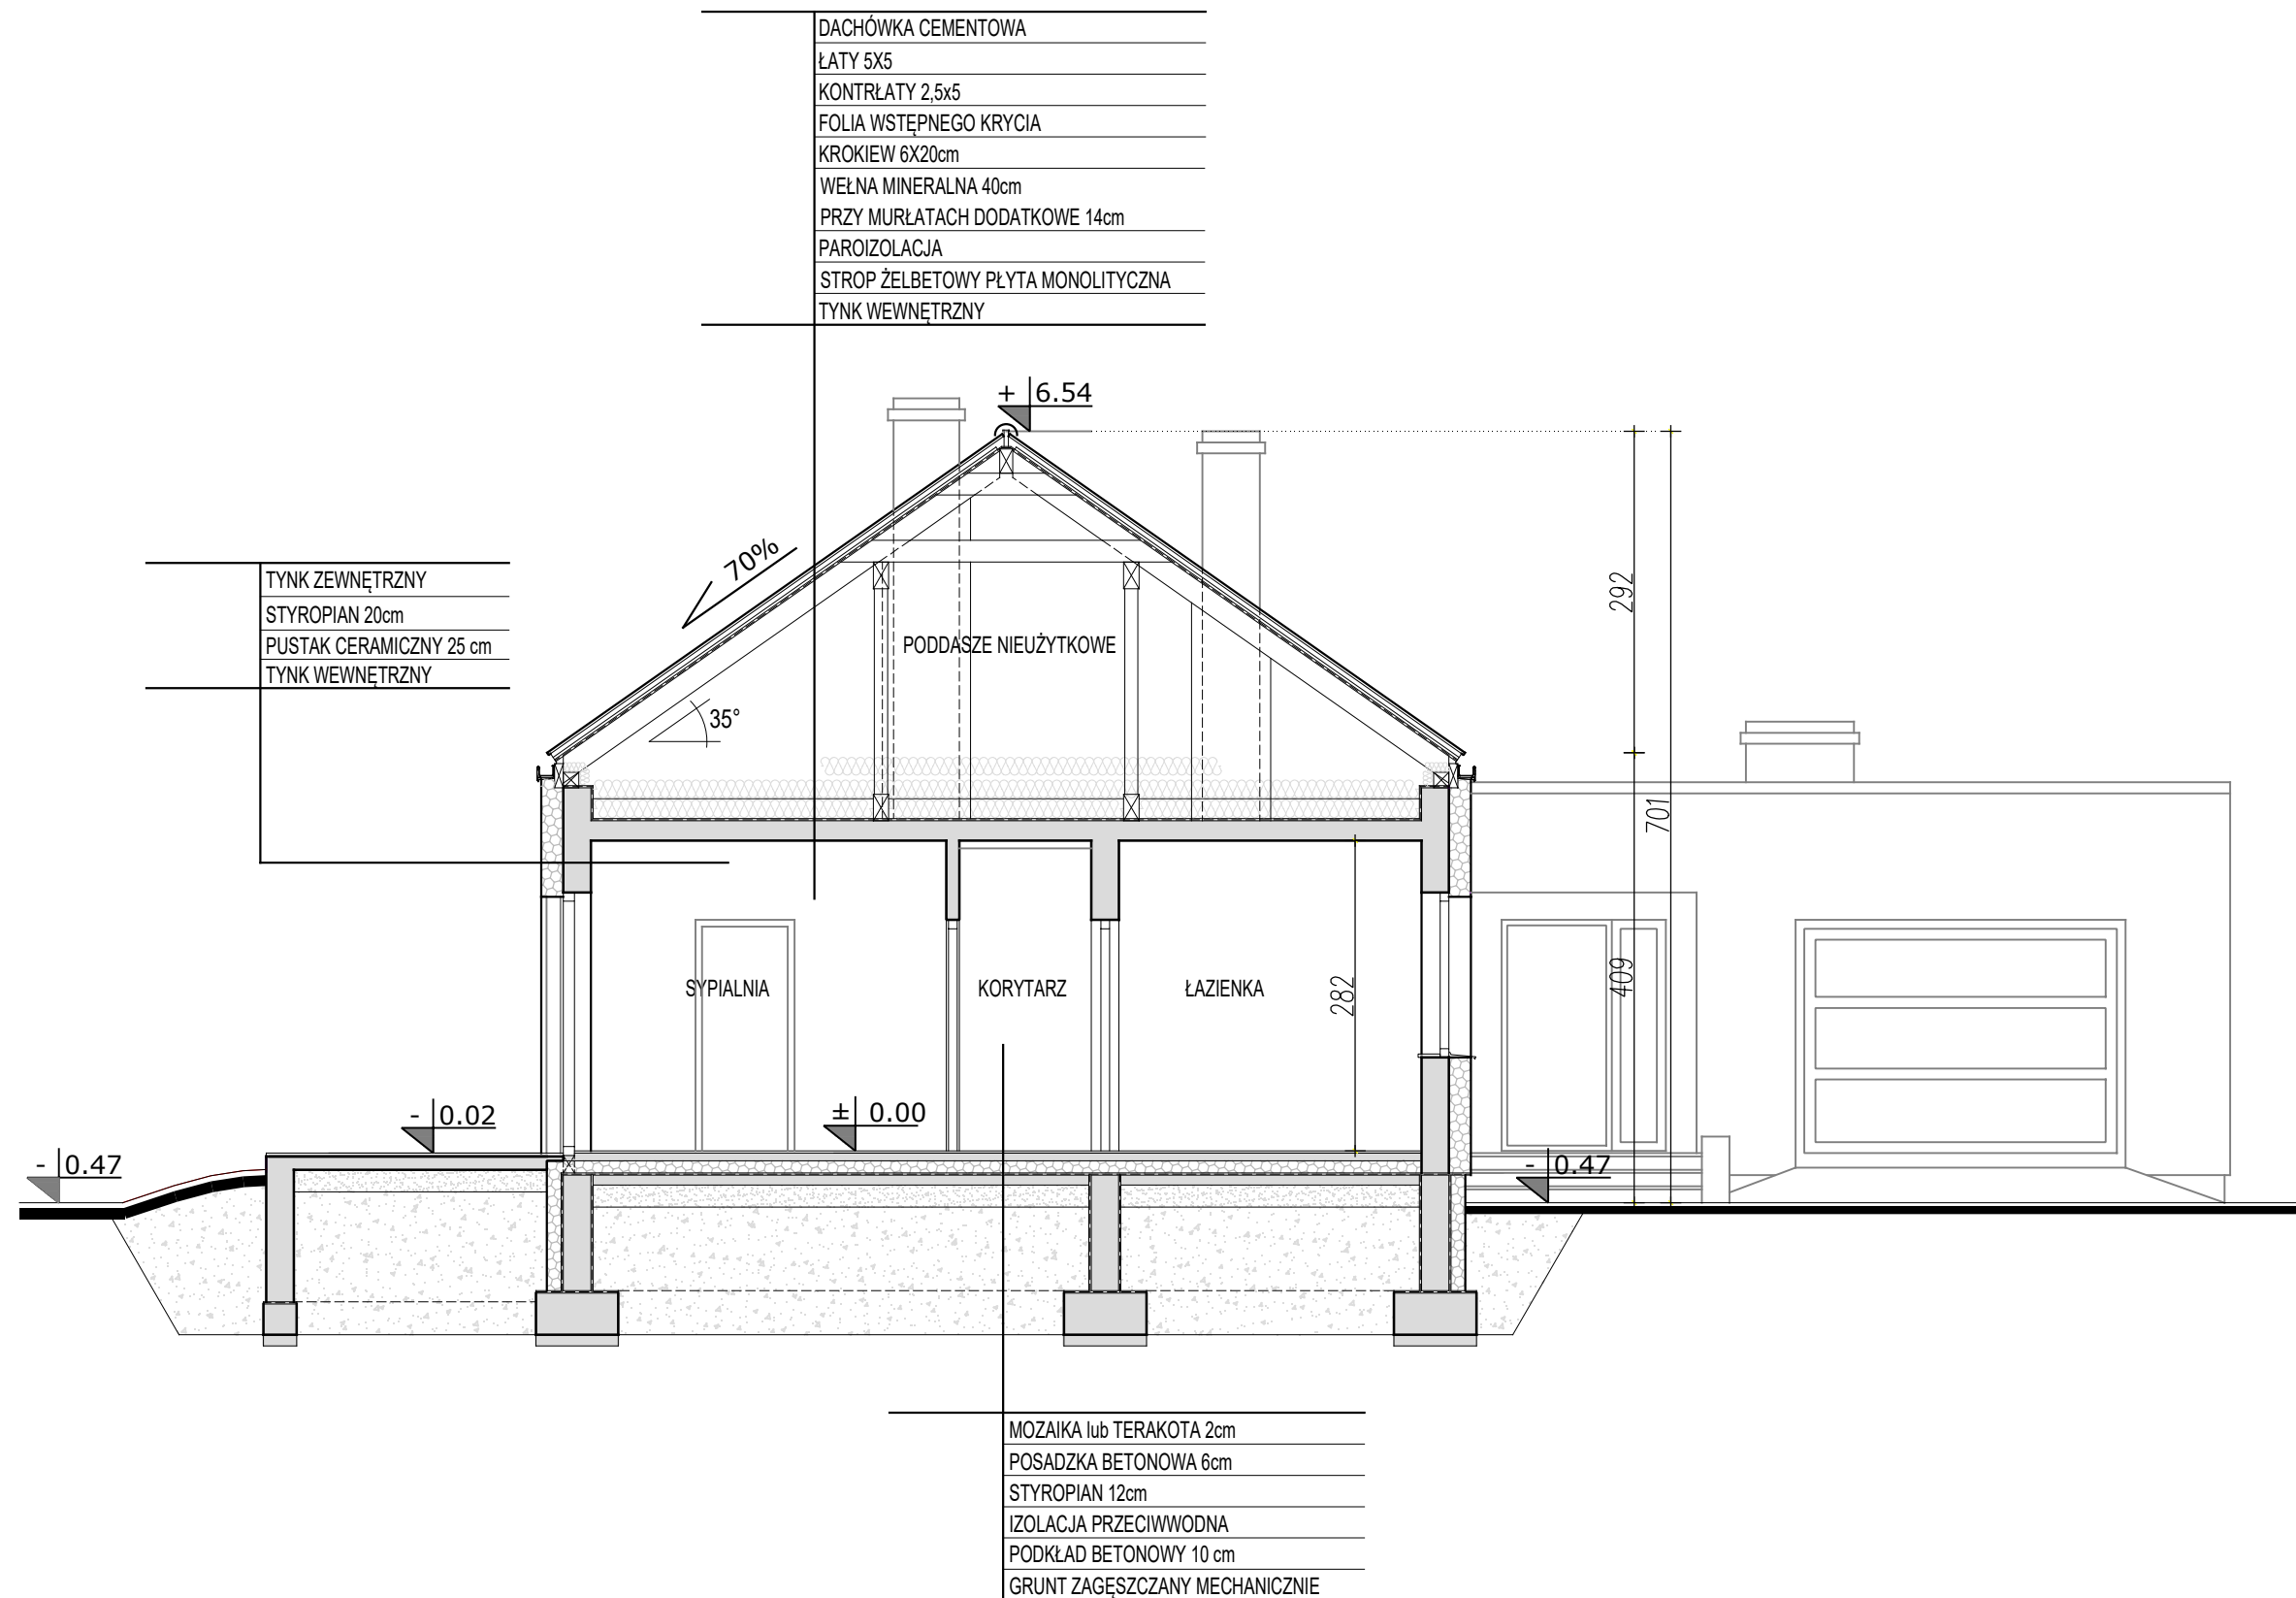 DACHÓWKA CEMENTOWA
ŁATY 5X5
KONTRŁATY 2,5x5
FOLIA WSTĘPNEGO KRYCIA
KROKIEW 6X20cm
WEŁNA MINERALNA 40cm
PRZY MURŁATACH DODATKOWE 14cm
PAROIZOLACJA
STROP ŻELBETOWY PŁYTA MONOLITYCZNA
TYNK WEWNĘTRZNY
+ 6.54
70%
TYNK ZEWNĘTRZNY
STYROPIAN 20cm
PUSTAK CERAMICZNY 25 cm
TYNK WEWNĘTRZNY
292
PODDASZE NIEUŻYTKOWE
35°
701
SYPIALNIA
KORYTARZ
ŁAZIENKA
282
409
- 0.02
± 0.00
- 0.47
- 0.47
MOZAIKA lub TERAKOTA 2cm
POSADZKA BETONOWA 6cm
STYROPIAN 12cm
IZOLACJA PRZECIWWODNA
PODKŁAD BETONOWY 10 cm
GRUNT ZAGĘSZCZANY MECHANICZNIE